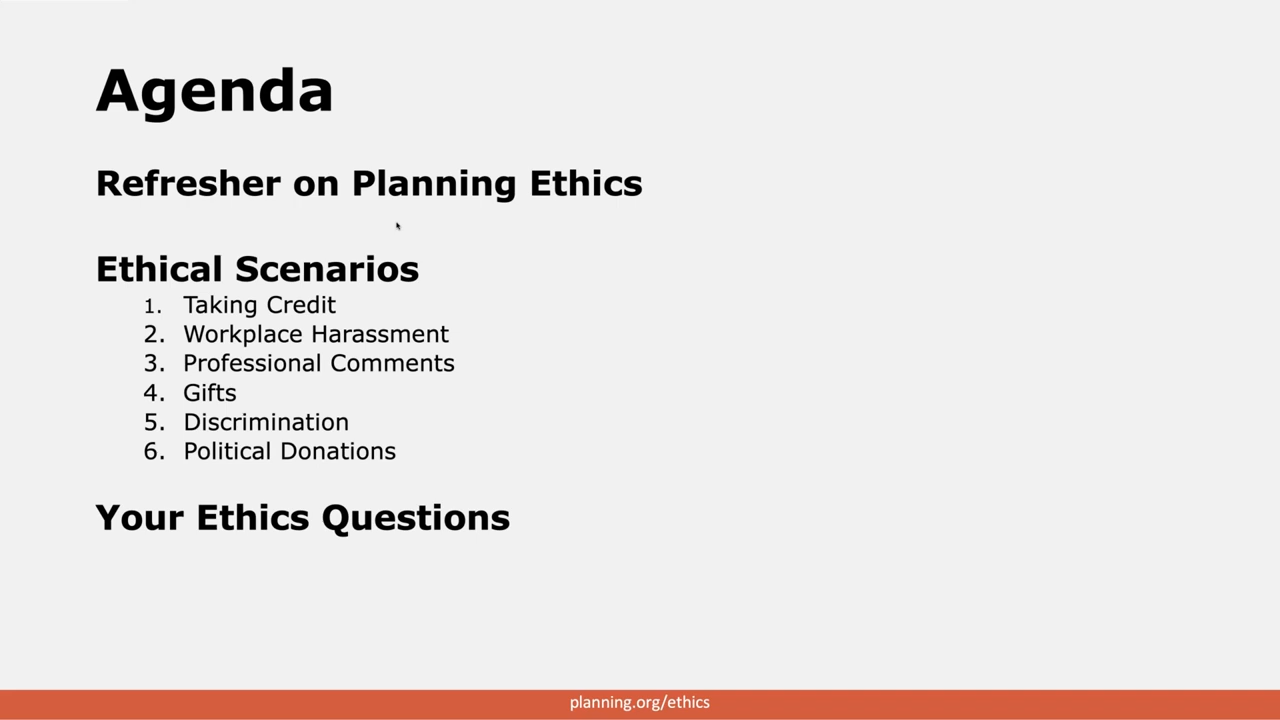 Agenda
Refresher on Planning Ethics
Ethical Scenarios
1. Taking Credit
2. Workplace Harassment
3. Professional Comments
4. Gifts
5. Discrimination
6. Political Donations
Your Ethics Questions
planning.org/ethics